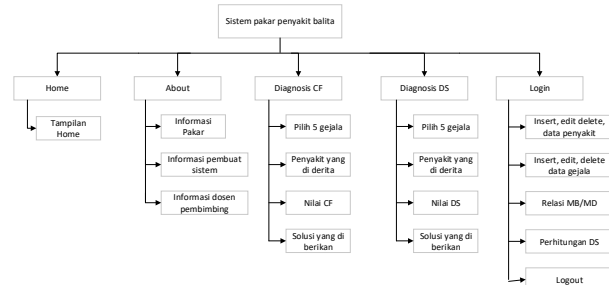 Sistem pakar penyakit balita
Home
About
Diagnosis CF
Diagnosis DS
Login
Tampilan
Home
Informasi
Pakar
Informasi pembuat
sistem
Informasi dosen
pembimbing
Pilih 5 gejala
Penyakit yang
di derita
Nilai CF
Solusi yang di
berikan
Pilih 5 gejala
Penyakit yang
di derita
Nilai DS
Solusi yang di
berikan
Insert, edit delete,
data penyakit
Insert, edit, delete
data gejala
Relasi MB/MD
Perhitungan DS
Logout